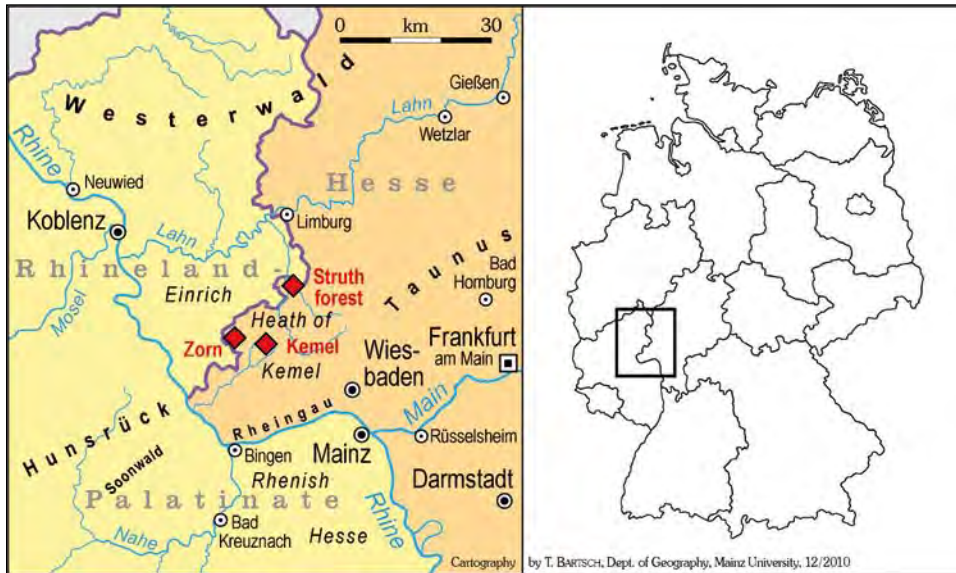 0 km 30
Westerwald
Gießen
Lahn
Wetzlar
Rhine
Neuwied
Hesse
Limburg
Koblenz
Lahn
Rhineland-
Taunus
Mosel
Einrich
Struth
forest
Bad
Homburg
Heath of
Zorn
Kemel
Kemel
Wies-
baden
Frankfurt
am Main
Main
Hunsrück
Rheingau
Soonwald
Bingen
Mainz
Rüsselsheim
Rhenish
Palatinate
Darmstadt
Rhine
Nahe
Bad
Kreuznach
Hesse
Cartography
by T. BARTSCH, Dept. of Geography, Mainz University, 12/2010